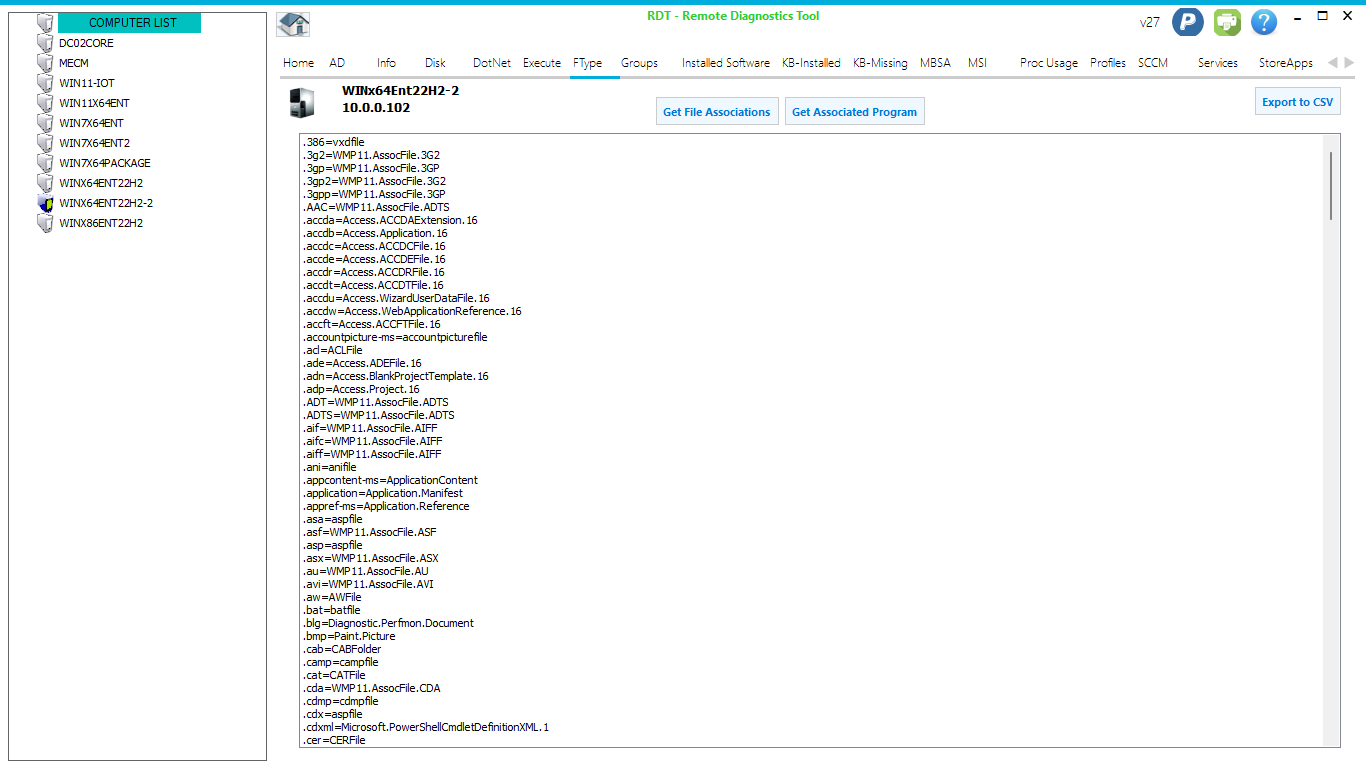 COMPUTER LIST
DC02CORE
MECM
WIN11-IOT
WIN11X64ENT
WIN7X64ENT
WIN7X64ENT2
WIN7X64PACKAGE
WINX64ENT22H2
WINX64ENT22H2-2
WINX86ENT22H2
RDT - Remote Diagnostics Tool
v27
P
?
Home AD Info Disk DotNet Execute FType Groups Installed Software KB-Installed KB-Missing MBSA MSI Proc Usage Profiles SCCM Services StoreApps
WINx64Ent22H2-2
10.0.0.102
Get File Associations Get Associated Program Export to CSV
.386=vxdfile
.3g2=WMP11.AssocFile.3G2
.3gp=WMP11.AssocFile.3GP
.3gp2=WMP11.AssocFile.3G2
.3gpp=WMP11.AssocFile.3GP
.AAC=WMP11.AssocFile.ADTS
.accda=Access.ACCDAExtension.16
.accdb=Access.Application.16
.accdc=Access.ACCDCFile.16
.accde=Access.ACCDEFile.16
.accdr=Access.ACCDRFile.16
.accdt=Access.ACCDTFile.16
.accdu=Access.WizardUserDataFile.16
.accdw=Access.WebApplicationReference.16
.accft=Access.ACCFTFile.16
.accountpicture-ms=accountpicturefile
.acl=ACLFile
.ade=Access.ADEFile.16
.adn=Access.BlankProjectTemplate.16
.adp=Access.Project.16
.ADT=WMP11.AssocFile.ADTS
.ADTS=WMP11.AssocFile.ADTS
.aif=WMP11.AssocFile.AIFF
.aifc=WMP11.AssocFile.AIFF
.aiff=WMP11.AssocFile.AIFF
.ani=anifile
.appcontent-ms=ApplicationContent
.application=Application.Manifest
.appref-ms=Application.Reference
.asa=aspfile
.asf=WMP11.AssocFile.ASF
.asp=aspfile
.asx=WMP11.AssocFile.ASX
.au=WMP11.AssocFile.AU
.avi=WMP11.AssocFile.AVI
.aw=AWFile
.bat=batfile
.blg=Diagnostic.Perfmon.Document
.bmp=Paint.Picture
.cab=CABFolder
.camp=campfile
.cat=CATFile
.cda=WMP11.AssocFile.CDA
.cdmp=cdmpfile
.cdx=aspfile
.cdxml=Microsoft.PowerShellCmdletDefinitionXML.1
.cer=CERFile